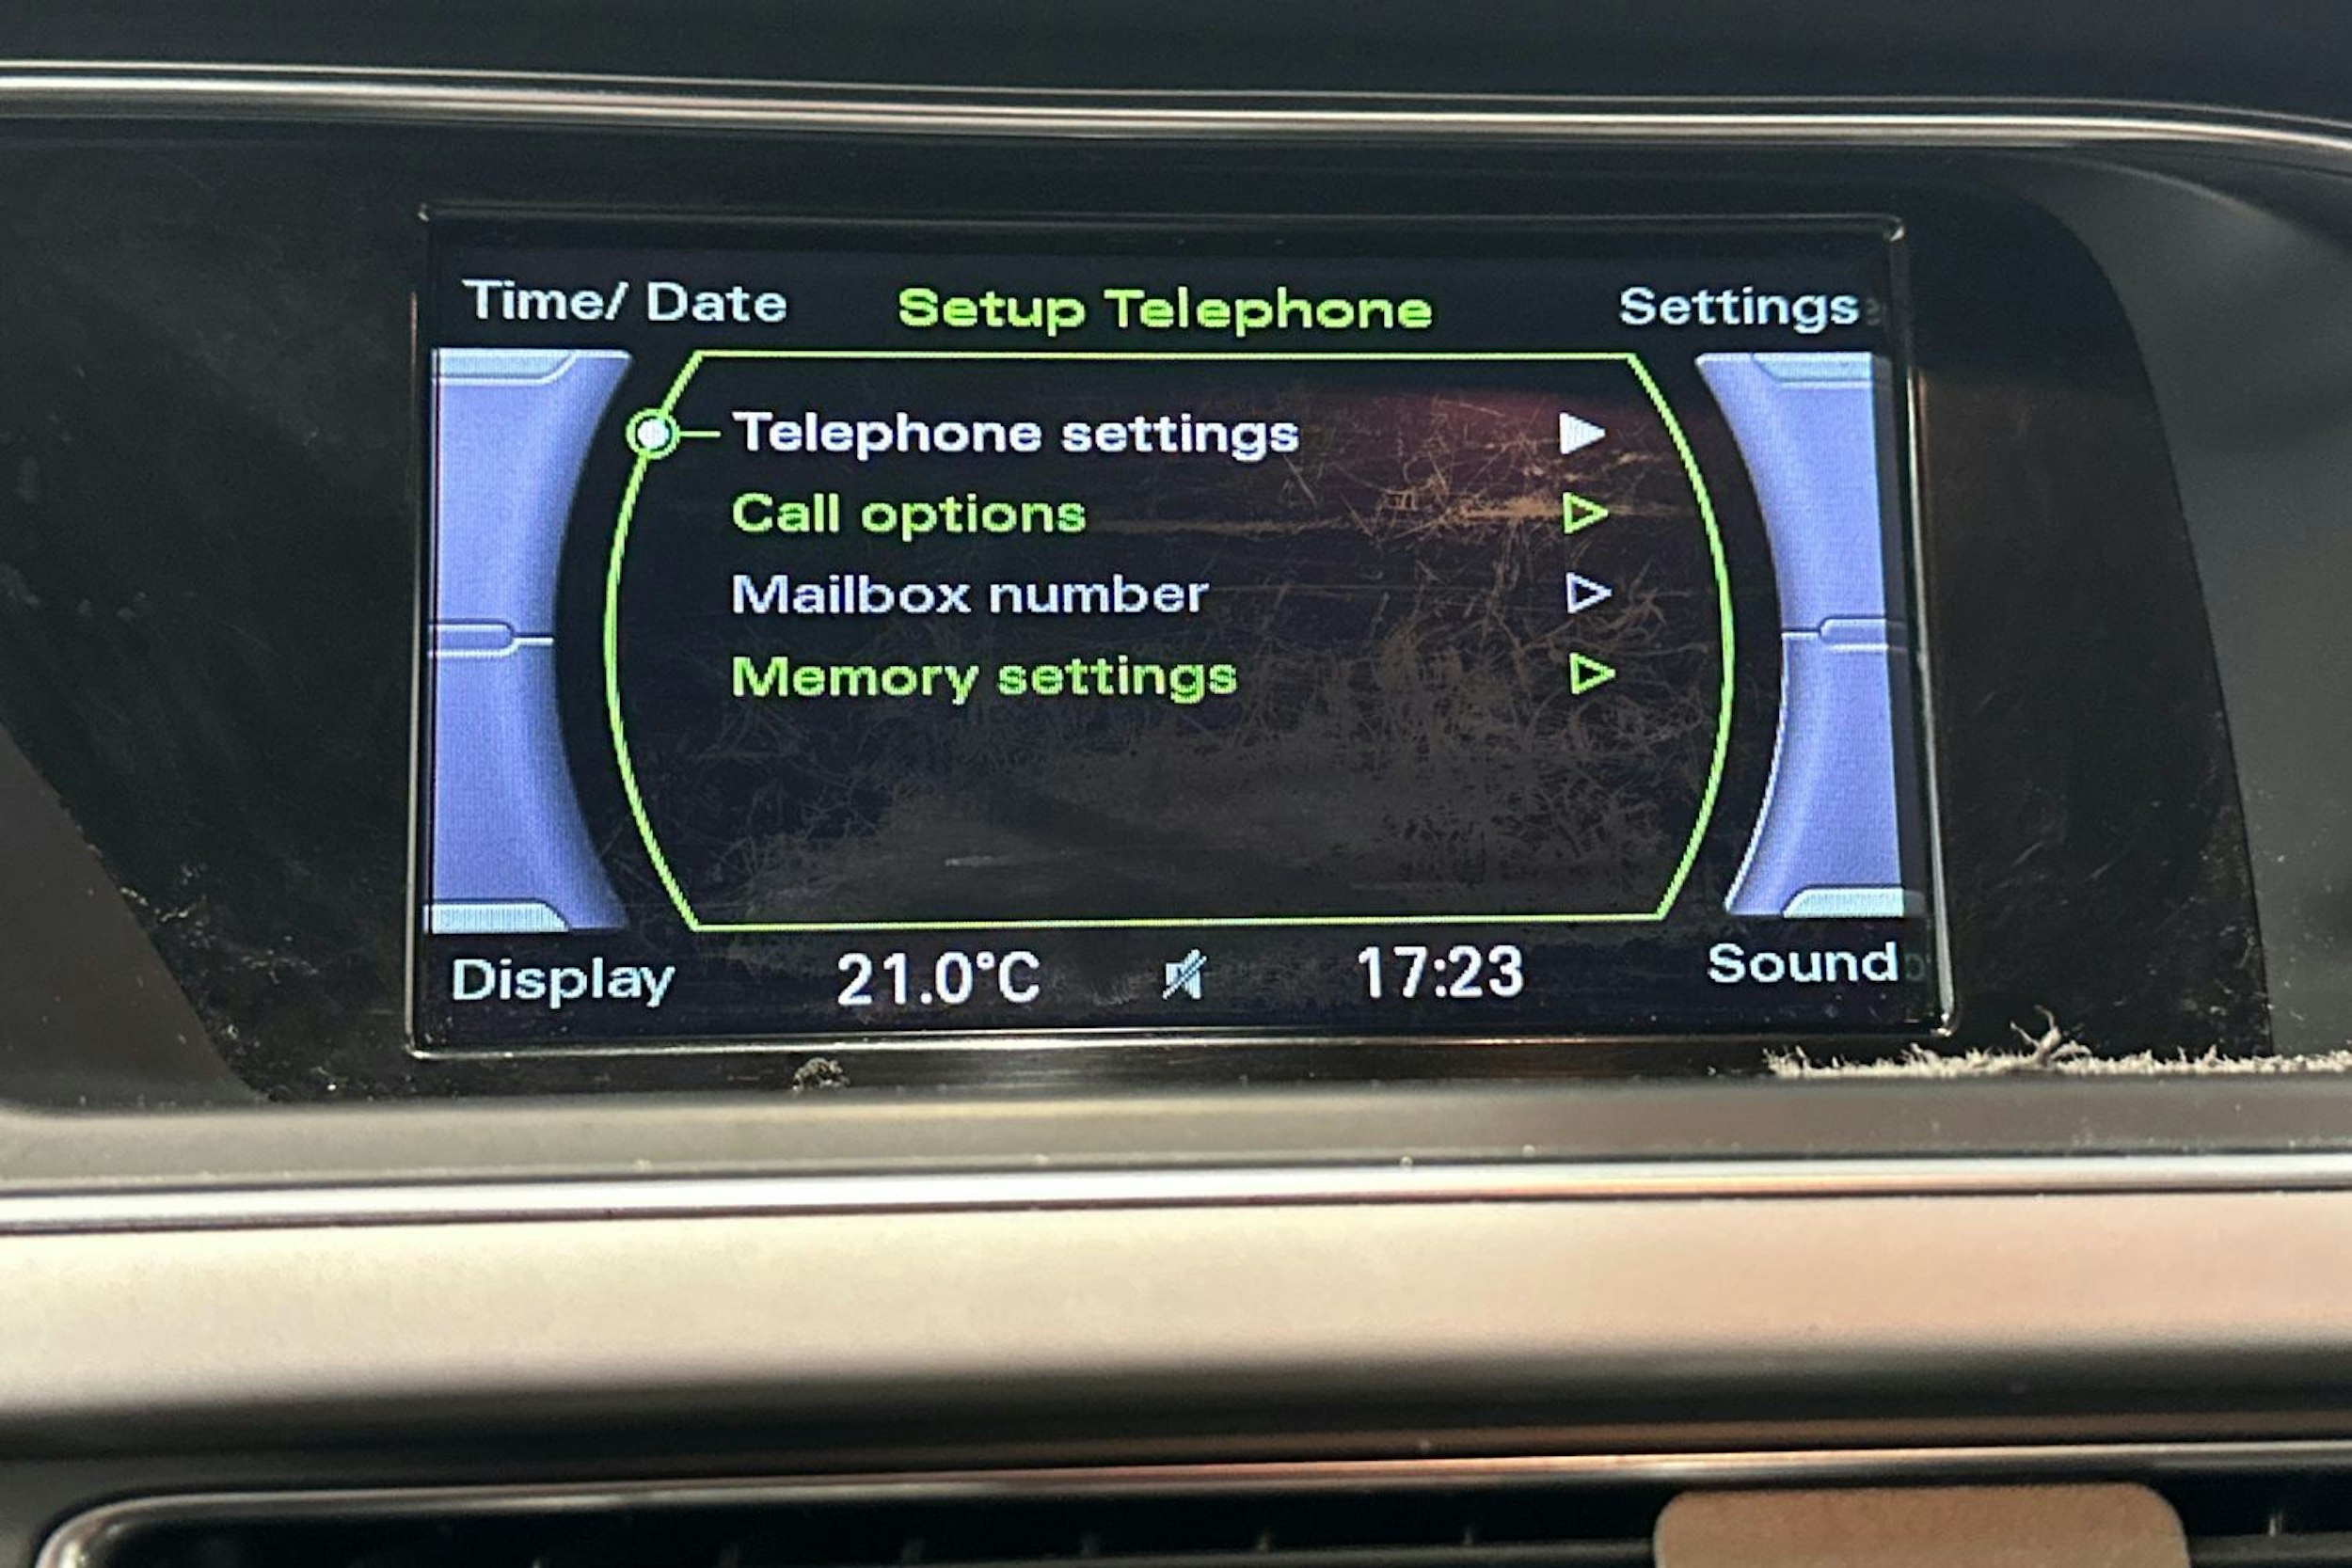 Time/ Date Setup Telephone Settings
Telephone settings
Call options
Mailbox number
Memory settings
Display 21.0°C 17:23 Sound